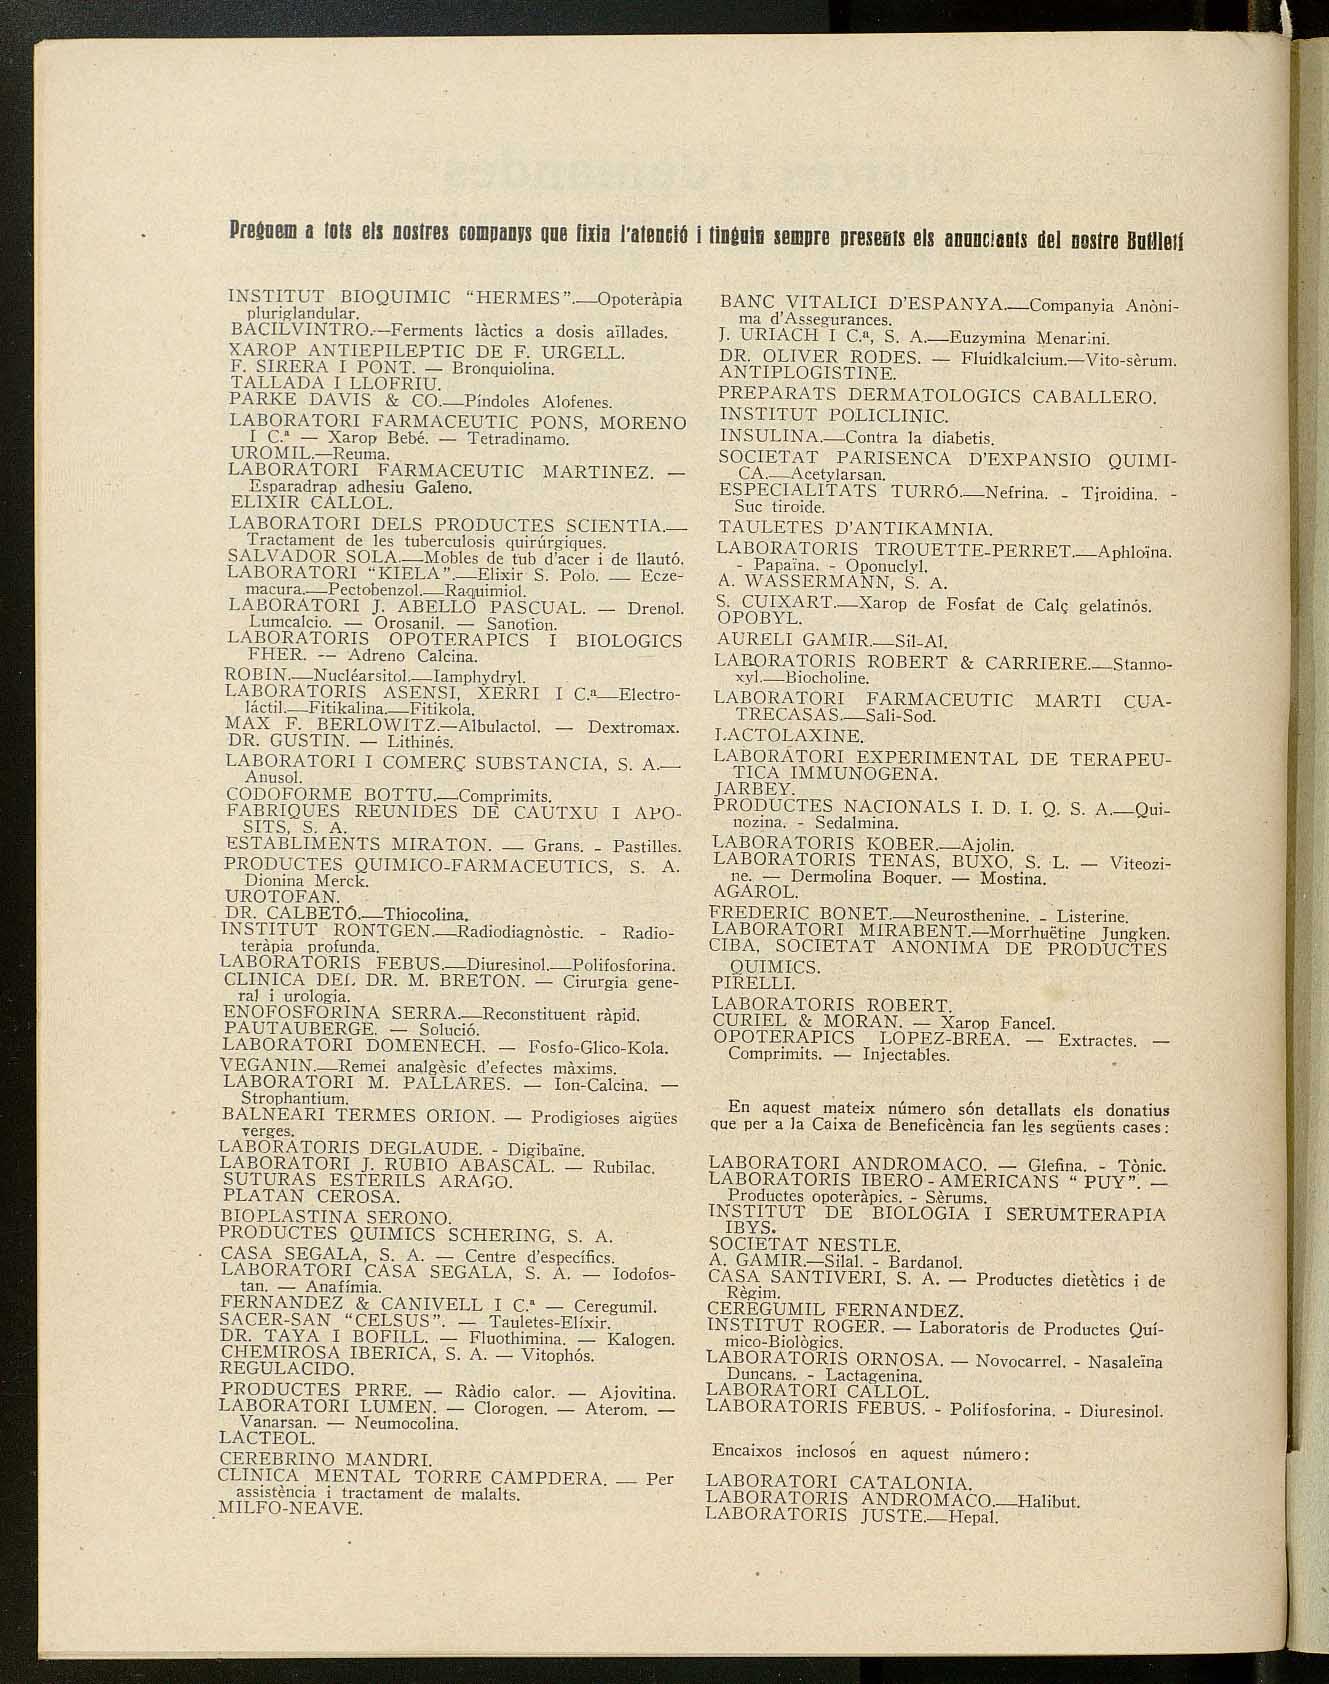 Preguem a tots els nostres companys que fixin l'atenció i tinguin sempre presents els anunciants del nostre Butlletí
INSTITUT BIOQUIMIC “HERMES”.—Opoteràpia
pluriglandular.
BACILVINTRO.—Ferments làctics a dosis aïllades.
XAROP ANTIEPILEPTIC DE F. URGELL.
F. SIRERA I PONT. — Bronquiolina.
TALLADA I LLOFRIU.
PARKE DAVIS & CO.—Píndoles Alofenes.
LABORATORI FARMACEUTIC PONS, MORENO
I C.ª — Xarop Bebé. — Tetradinamo.
UROMIL.—Reuma.
LABORATORI FARMACEUTIC MARTINEZ. —
Esparadrap adhesiu Galeno.
ELIXIR CALLOL.
LABORATORI DELS PRODUCTES SCIENTIA.—
Tractament de les tuberculosis quirúrgiques.
SALVADOR SOLA.—Mobles de tub d'acer i de llautó.
LABORATORI “KIELA”.—Elixir S. Polo. — Ecze-
macura.—Pectobenzol.—Raquimiol.
LABORATORI J. ABELLO PASCUAL. — Drenol.
Lumcalcio. — Orosanil. — Sanotion.
LABORATORIS OPOTERAPICS I BIOLOGICS
FHER. — Adreno Calcina.
ROBIN.—Nucléarsitol.—Iamphydryl.
LABORATORIS ASENSI, XERRI I C.ª—Electro-
láctil.—Fitikalina.—Fitikola.
MAX F. BERLOWITZ.—Albulactol. — Dextromax.
DR. GUSTIN. — Lithinés.
LABORATORI I COMERÇ SUBSTANCIA, S. A.—
Anusol.
CODOFORME BOTTU.—Comprimits.
FABRIQUES REUNIDES DE CAUTXU I APO-
SITS, S. A.
ESTABLIMENTS MIRATON. — Grans. - Pastilles.
PRODUCTES QUIMICO-FARMACEUTICS, S. A.
Dionina Merck.
UROTOFAN.
DR. CALBETÓ.—Thiocolina.
INSTITUT RONTGEN.—Radiodiagnòstic. - Radio-
teràpia profunda.
LABORATORIS FEBUS.—Diuresinol.—Polifosforina.
CLINICA DEL DR. M. BRETON. — Cirurgia gene-
ral i urologia.
ENOFOSFORINA SERRA.—Reconstituent ràpid.
PAUTAUBERGE. — Solució.
LABORATORI DOMENECH. — Fosfo-Glico-Kola.
VEGANIN.—Remei analgèsic d'efectes màxims.
LABORATORI M. PALLARES. — Ion-Calcina. —
Strophantium.
BALNEARI TERMES ORION. — Prodigioses aigües
verges.
LABORATORIS DEGLAUDE. - Digibaïne.
LABORATORI J. RUBIO ABASCAL. — Rubilac.
SUTURAS ESTERILS ARAGO.
PLATAN CEROSA.
BIOPLASTINA SERONO.
PRODUCTES QUIMICS SCHERING, S. A.
CASA SEGALA, S. A. — Centre d'específics.
LABORATORI CASA SEGALA, S. A. — Iodofos-
tan. — Anafímia.
FERNANDEZ & CANIVELL I C.ª — Ceregumil.
SACER-SAN “CELSUS”. — Tauletes-Elíxir.
DR. TAYA I BOFILL. — Fluothimina. — Kalogen.
CHEMIROSA IBERICA, S. A. — Vitophós.
REGULACIDO.
PRODUCTES PRRE. — Ràdio calor. — Ajovitina.
LABORATORI LUMEN. — Clorogen. — Aterom. —
Vanarsan. — Neumocolina.
LACTEOL.
CEREBRINO MANDRI.
CLINICA MENTAL TORRE CAMPDERA. — Per
assistència i tractament de malalts.
MILFO-NEAVE.
BANC VITALICI D'ESPANYA.—Companyia Anòni-
ma d'Assegurances.
J. URIACH I C.ª, S. A.—Euzymina Menarini.
DR. OLIVER RODES. — Fluidkalcium.—Vito-sèrum.
ANTIPLOGISTINE.
PREPARATS DERMATOLOGICS CABALLERO.
INSTITUT POLICLINIC.
INSULINA.—Contra la diabetis.
SOCIETAT PARISENCA D'EXPANSIO QUIMI-
CA.—Acetylarsan.
ESPECIALITATS TURRÓ.—Nefrina. - Tiroidina. -
Suc tiroide.
TAULETES D'ANTIKAMNIA.
LABORATORIS TROUETTE-PERRET.—Aphloïna.
- Papaïna. - Oponuclyl.
A. WASSERMANN, S. A.
S. CUIXART.—Xarop de Fosfat de Calç gelatinós.
OPOBYL.
AURELI GAMIR.—Sil-Al.
LABORATORIS ROBERT & CARRIERE.—Stanno-
xyl.—Biocholine.
LABORATORI FARMACEUTIC MARTI CUA-
TRECASAS.—Sali-Sod.
LACTOLAXINE.
LABORATORI EXPERIMENTAL DE TERAPEU-
TICA IMMUNOGENA.
JARBEY.
PRODUCTES NACIONALS I. D. I. Q. S. A.—Qui-
nozina. - Sedalmina.
LABORATORIS KOBER.—Ajolin.
LABORATORIS TENAS, BUXO, S. L. — Viteozi-
ne. — Dermolina Boquer. — Mostina.
AGAROL.
FREDERIC BONET.—Neurosthenine. - Listerine.
LABORATORI MIRABENT.—Morrhuëtine Jungken.
CIBA, SOCIETAT ANONIMA DE PRODUCTES
QUIMICS.
PIRELLI.
LABORATORIS ROBERT.
CURIEL & MORAN. — Xarop Fancel.
OPOTERAPICS LOPEZ-BREA. — Extractes. —
Comprimits. — Injectables.
En aquest mateix número són detallats els donatius
que per a la Caixa de Beneficència fan les següents cases:
LABORATORI ANDROMACO. — Glefina. - Tònic.
LABORATORIS IBERO-AMERICANS “PUY”. —
Productes opoteràpics. - Sèrums.
INSTITUT DE BIOLOGIA I SERUMTERAPIA
IBYS.
SOCIETAT NESTLE.
A. GAMIR.—Silal. - Bardanol.
CASA SANTIVERI, S. A. — Productes dietètics i de
Règim.
CEREGUMIL FERNANDEZ.
INSTITUT ROGER. — Laboratoris de Productes Quí-
mico-Biològics.
LABORATORIS ORNOSA. — Novocarrel. - Nasaleïna
Duncans. - Lactagenina.
LABORATORI CALLOL.
LABORATORIS FEBUS. - Polifosforina. - Diuresinol.
Encaixos inclosos en aquest número:
LABORATORI CATALONIA.
LABORATORIS ANDROMACO.—Halibut.
LABORATORIS JUSTE.—Hepal.